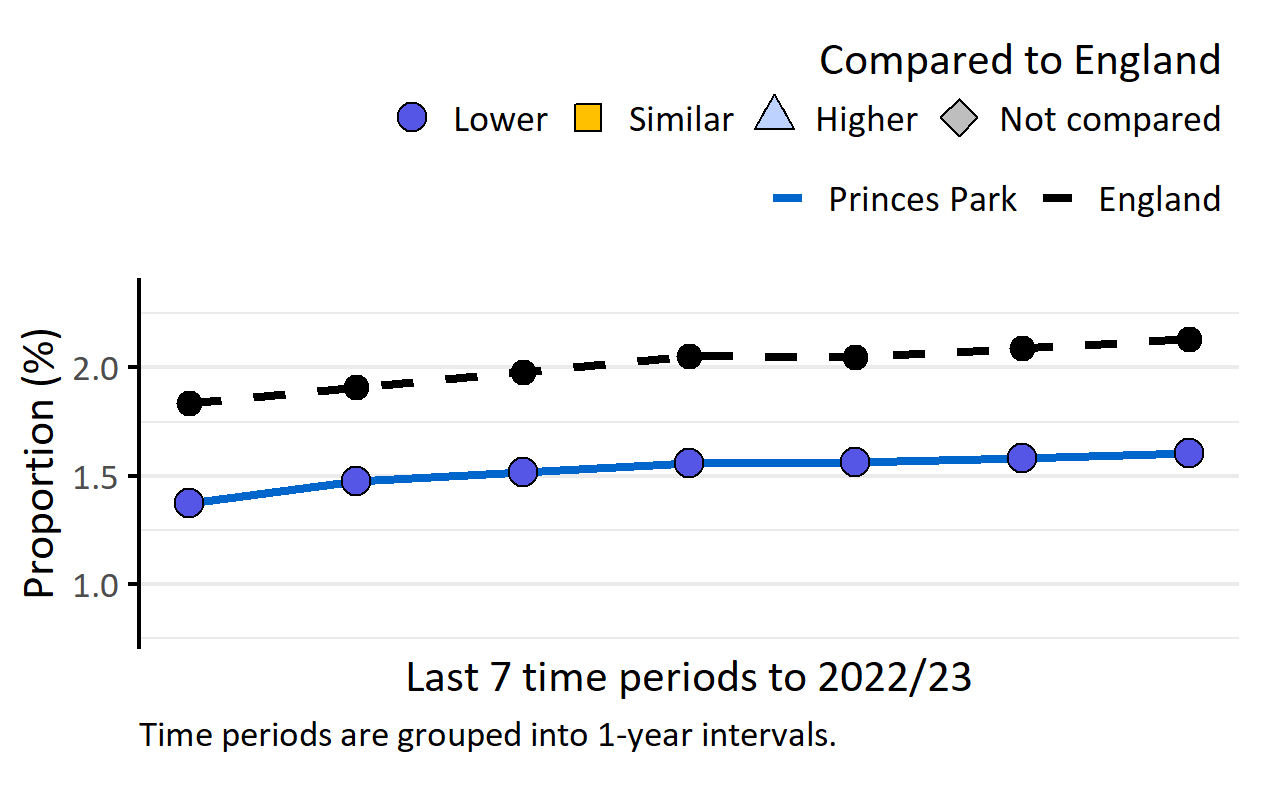 Compared to England
Lower Similar Higher Not compared
Princes Park England
Proportion (%)
2.0
1.5
1.0
Last 7 time periods to 2022/23
Time periods are grouped into 1-year intervals.